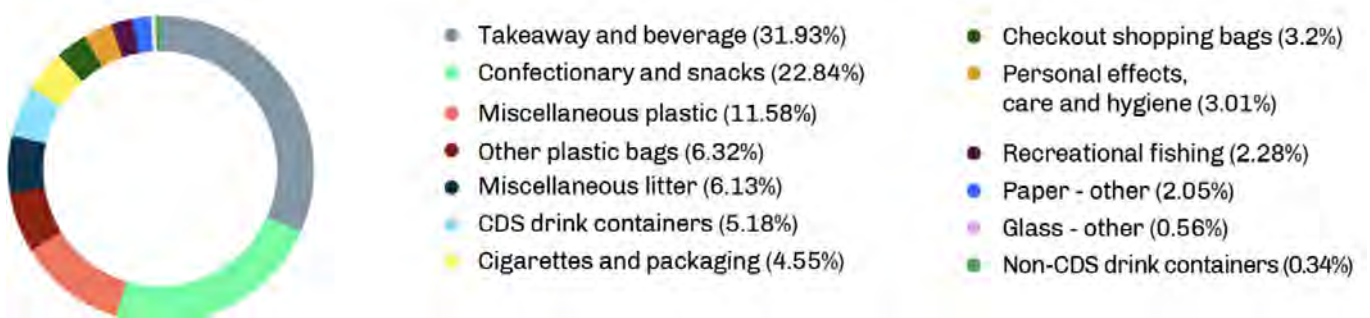 Takeaway and beverage (31.93%)
Confectionary and snacks (22.84%)
Miscellaneous plastic (11.58%)
Other plastic bags (6.32%)
Miscellaneous litter (6.13%)
CDS drink containers (5.18%)
Cigarettes and packaging (4.55%)
Checkout shopping bags (3.2%)
Personal effects,
care and hygiene (3.01%)
Recreational fishing (2.28%)
Paper - other (2.05%)
Glass - other (0.56%)
Non-CDS drink containers (0.34%)